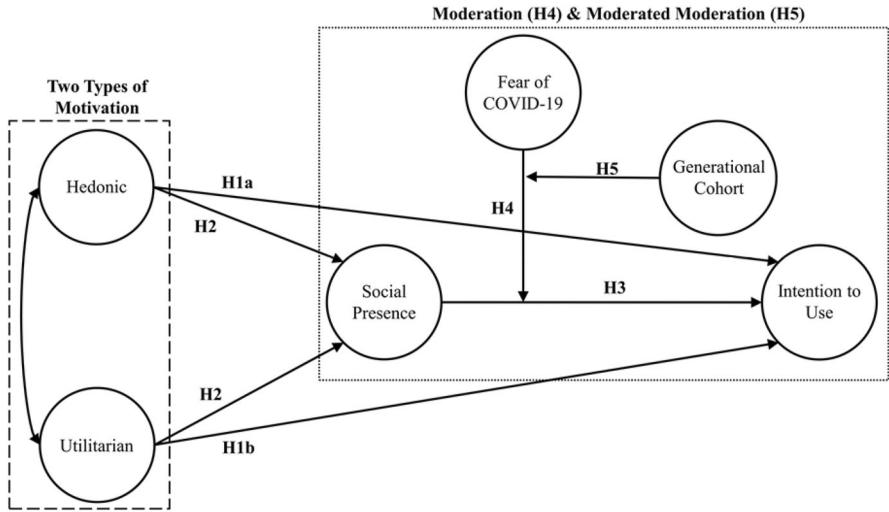 Moderation (H4) & Moderated Moderation (H5)
Two Types of
Motivation
Fear of
COVID-19
Generational
Cohort
Hedonic
H1a
H5
H4
H2
Social
Presence
H3
Intention to
Use
H2
Utilitarian
H1b